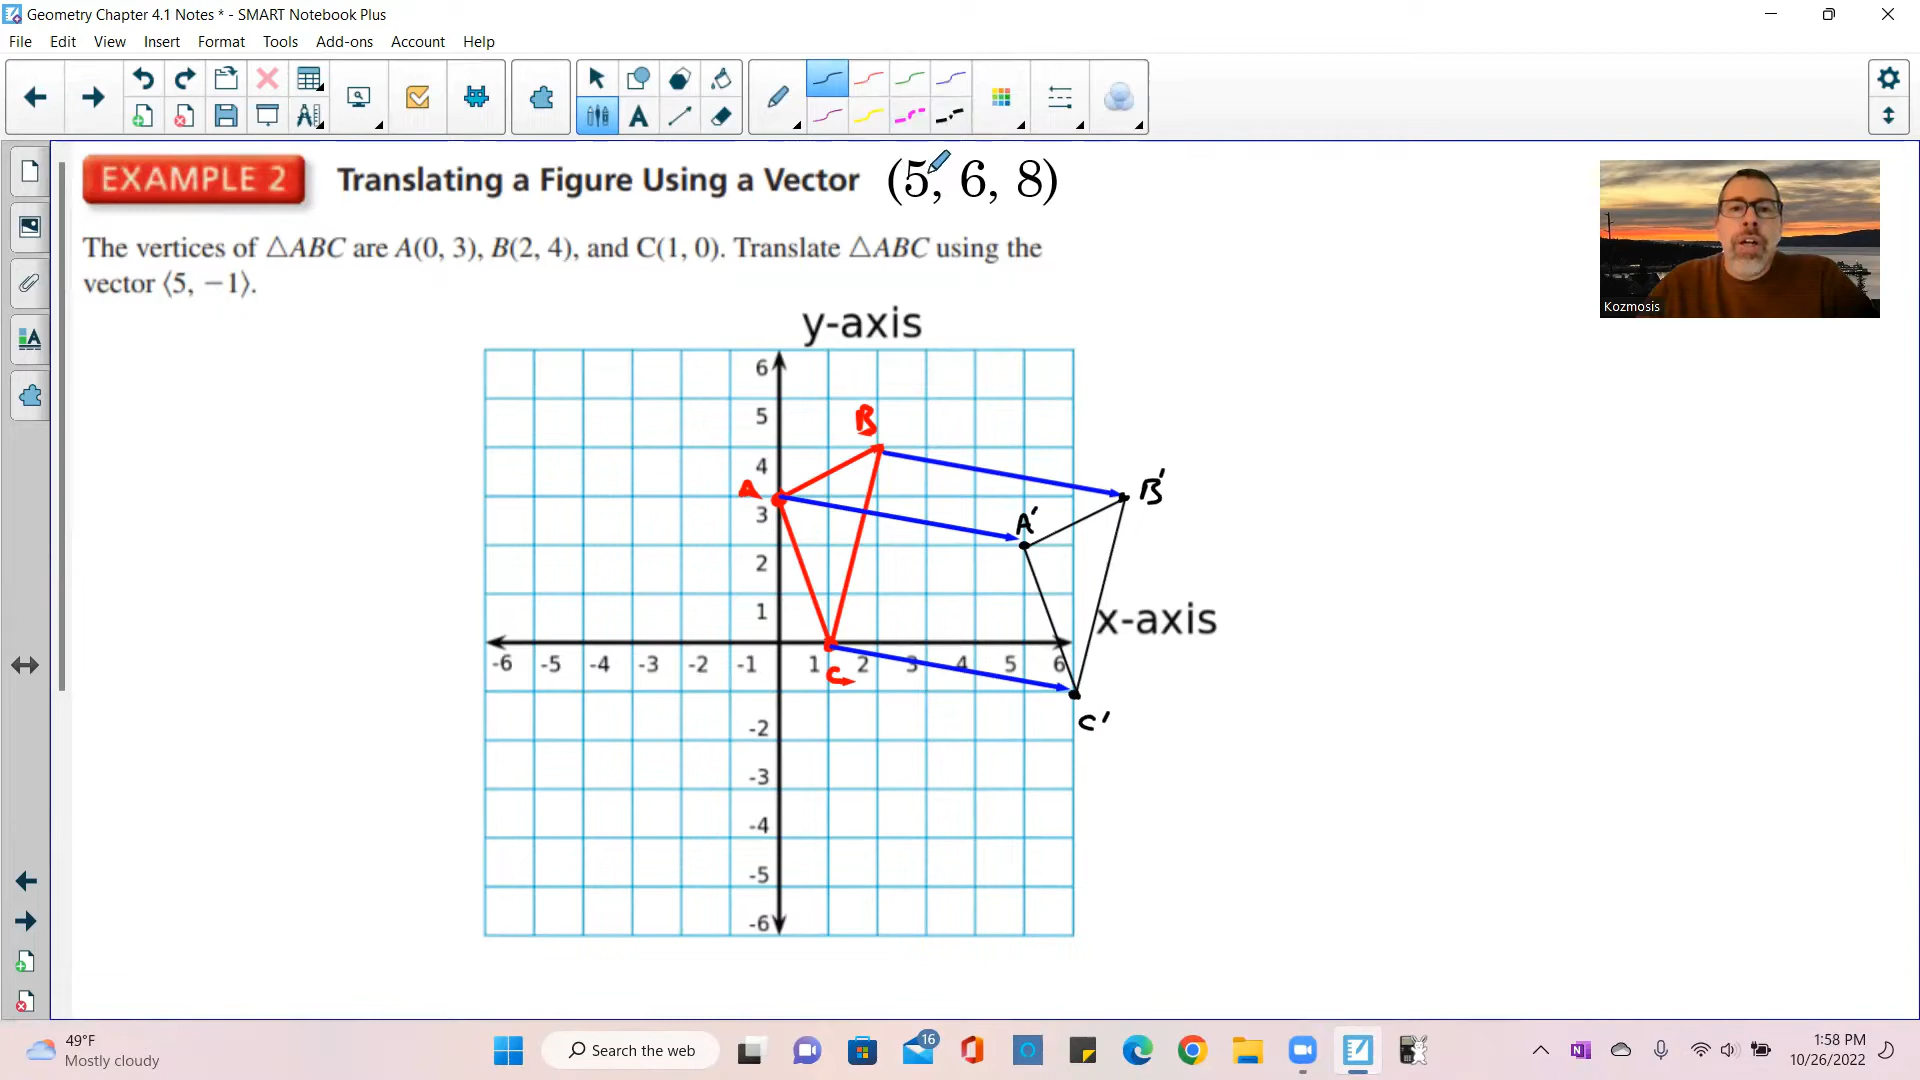 Geometry Chapter 4.1 Notes * - SMART Notebook Plus
File Edit View Insert Format Tools Add-ons Account Help
EXAMPLE 2 Translating a Figure Using a Vector (5, 6, 8)
The vertices of △ABC are A(0, 3), B(2, 4), and C(1, 0). Translate △ABC using the
vector ⟨5, −1⟩.
Kozmosis
y-axis
6
5
B
4
A
B'
3
A'
2
1
x-axis
-6 -5 -4 -3 -2 -1 1 2 3 4 5 6
C
C'
-2
-3
-4
-5
-6
49°F
Mostly cloudy
Search the web
16
1:58 PM
10/26/2022